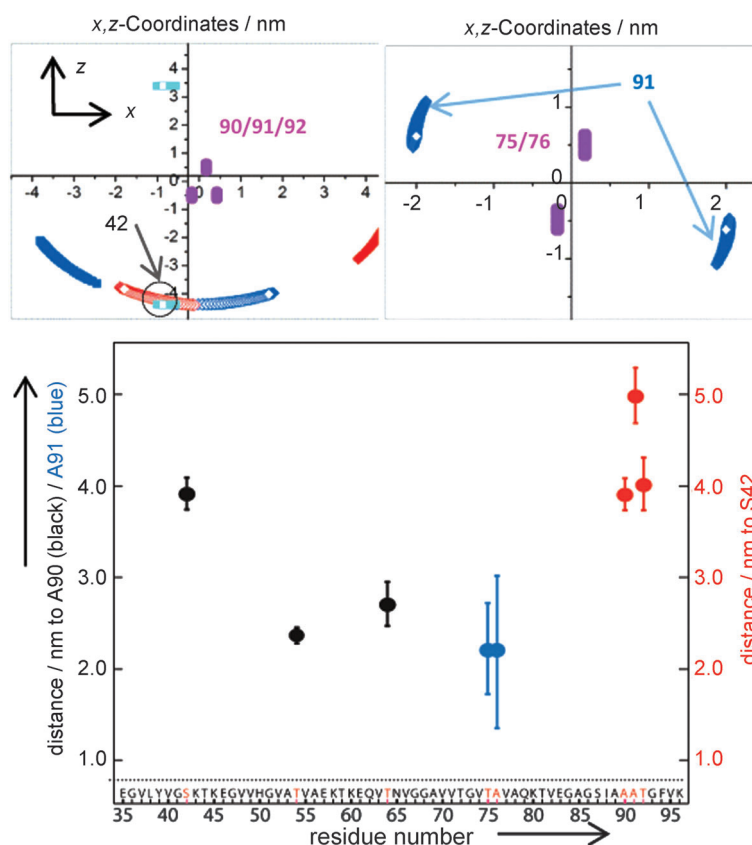 x,z-Coordinates / nm
x,z-Coordinates / nm
4
3
2
1
0
-1
-2
-3
-4
-4 -3 -2 -1 0 1 2 3 4
z
x
90/91/92
42
1
0
0
-1
-2 -1 1 2
75/76
91
distance / nm to A90 (black) / A91 (blue)
5.0
4.0
3.0
2.0
1.0
5.0
4.0
3.0
2.0
1.0
distance / nm to S42
EGVLYVGSKTKEGVVHGVATVAEKTKEQVTNVGGAVVTGVTAVAQKTVEGAGSIAAATGFVK
35 40 45 50 55 60 65 70 75 80 85 90 95
residue number